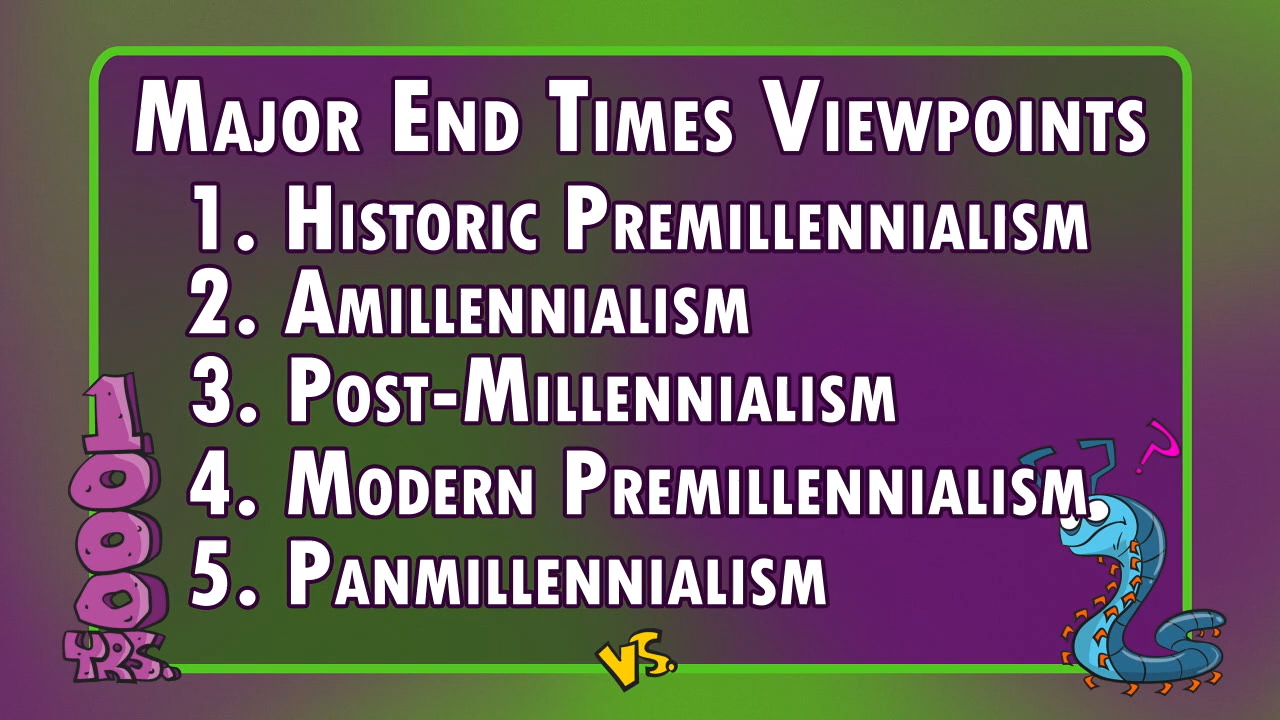 Major End Times Viewpoints
1. Historic Premillennialism
2. Amillennialism
3. Post-Millennialism
4. Modern Premillennialism
5. Panmillennialism
1000
YRS.
VS.
?